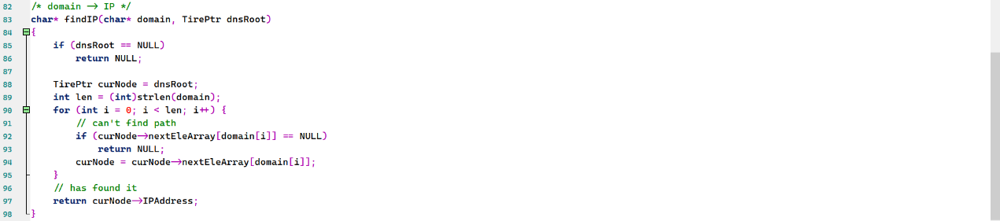 82 /* domain -> IP */
83 char* findIP(char* domain, TirePtr dnsRoot)
84 {
85     if (dnsRoot == NULL)
86         return NULL;
87
88     TirePtr curNode = dnsRoot;
89     int len = (int)strlen(domain);
90     for (int i = 0; i < len; i++) {
91         // can't find path
92         if (curNode->nextEleArray[domain[i]] == NULL)
93             return NULL;
94         curNode = curNode->nextEleArray[domain[i]];
95     }
96     // has found it
97     return curNode->IPAddress;
98 }